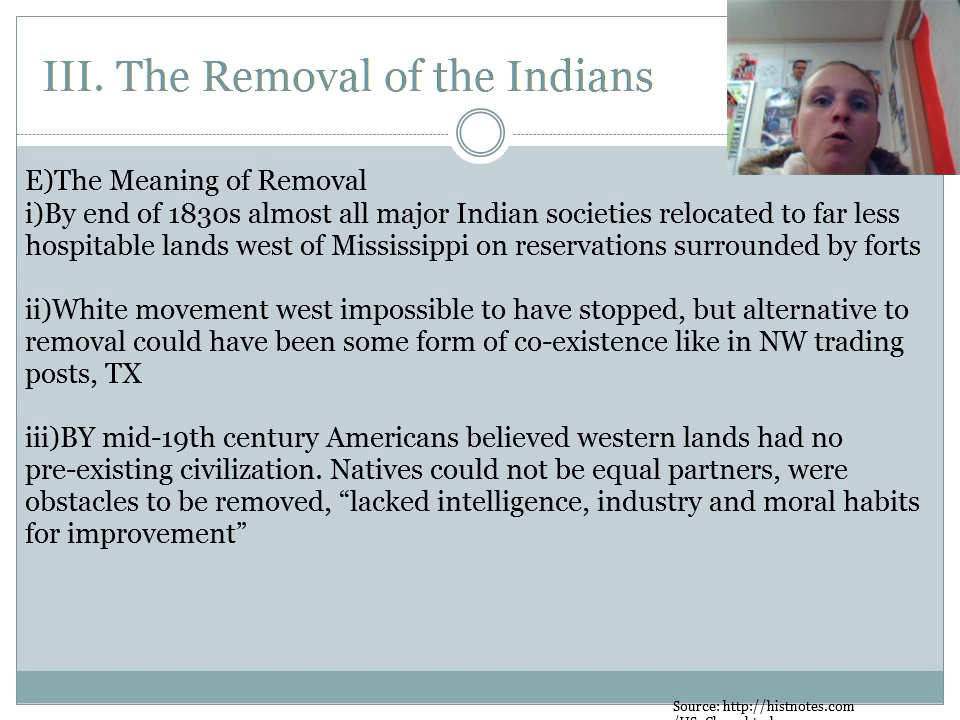 III. The Removal of the Indians
E)The Meaning of Removal
i)By end of 1830s almost all major Indian societies relocated to far less
hospitable lands west of Mississippi on reservations surrounded by forts
ii)White movement west impossible to have stopped, but alternative to
removal could have been some form of co-existence like in NW trading
posts, TX
iii)BY mid-19th century Americans believed western lands had no
pre-existing civilization. Natives could not be equal partners, were
obstacles to be removed, “lacked intelligence, industry and moral habits
for improvement”
Source: http://histnotes.com